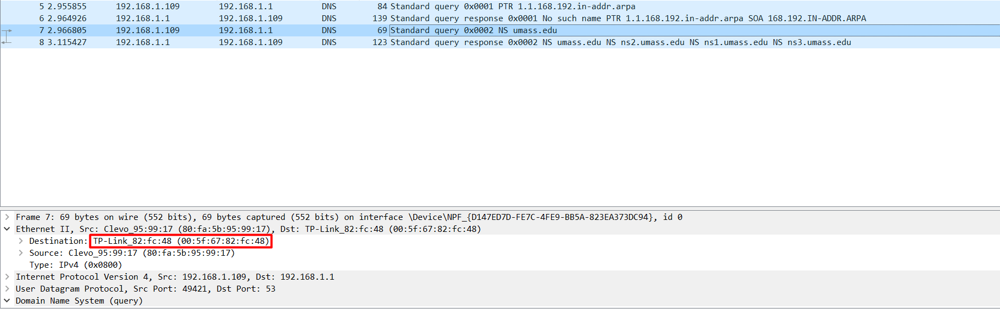 5 2.955855 192.168.1.109 192.168.1.1 DNS 84 Standard query 0x0001 PTR 1.1.168.192.in-addr.arpa
6 2.964926 192.168.1.1 192.168.1.109 DNS 139 Standard query response 0x0001 No such name PTR 1.1.168.192.in-addr.arpa SOA 168.192.IN-ADDR.ARPA
7 2.966805 192.168.1.109 192.168.1.1 DNS 69 Standard query 0x0002 NS umass.edu
8 3.115427 192.168.1.1 192.168.1.109 DNS 123 Standard query response 0x0002 NS umass.edu NS ns2.umass.edu NS ns1.umass.edu NS ns3.umass.edu
Frame 7: 69 bytes on wire (552 bits), 69 bytes captured (552 bits) on interface \Device\NPF_{D147ED7D-FE7C-4FE9-BB5A-823EA373DC94}, id 0
Ethernet II, Src: Clevo_95:99:17 (80:fa:5b:95:99:17), Dst: TP-Link_82:fc:48 (00:5f:67:82:fc:48)
Destination: TP-Link_82:fc:48 (00:5f:67:82:fc:48)
Source: Clevo_95:99:17 (80:fa:5b:95:99:17)
Type: IPv4 (0x0800)
Internet Protocol Version 4, Src: 192.168.1.109, Dst: 192.168.1.1
User Datagram Protocol, Src Port: 49421, Dst Port: 53
Domain Name System (query)